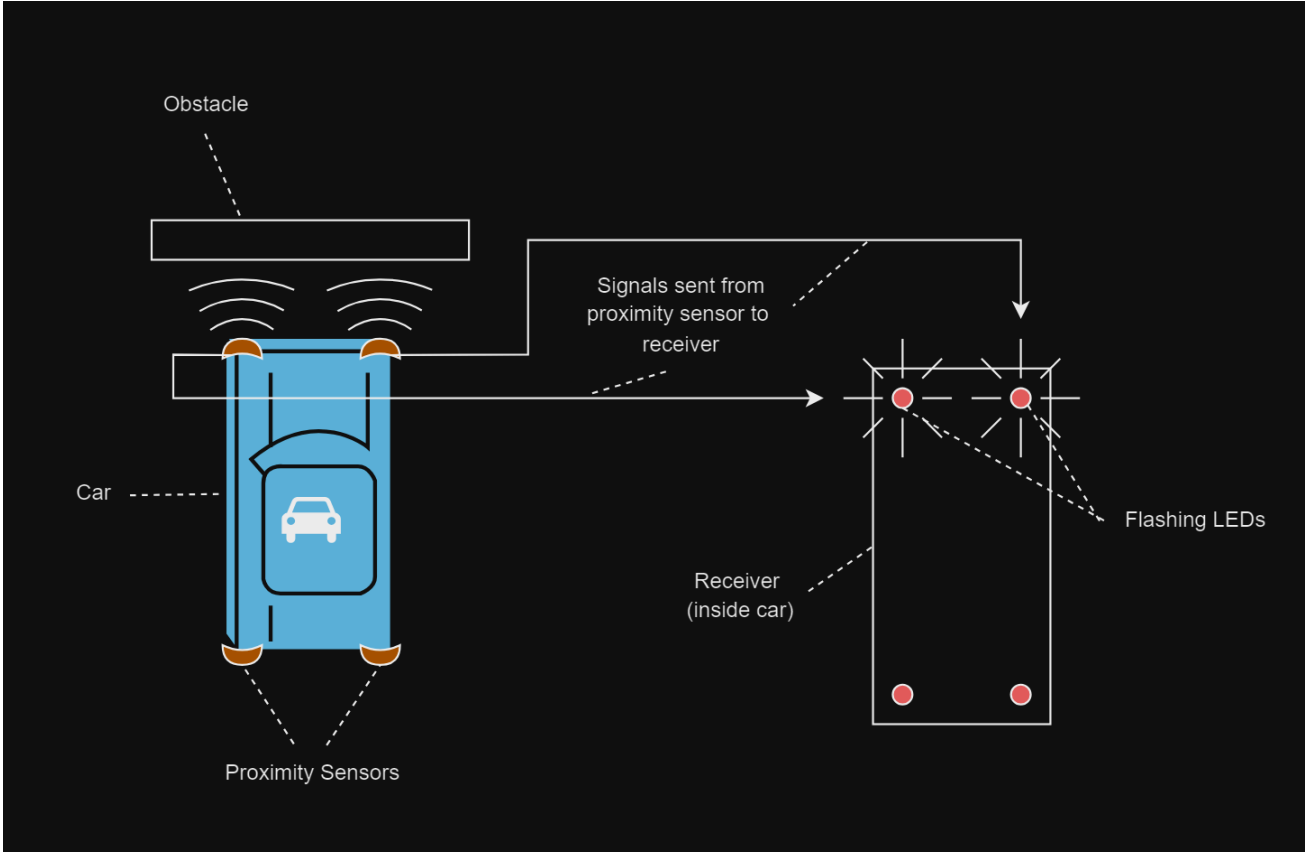 Obstacle
Signals sent from
proximity sensor to
receiver
Car
Flashing LEDs
Receiver
(inside car)
Proximity Sensors